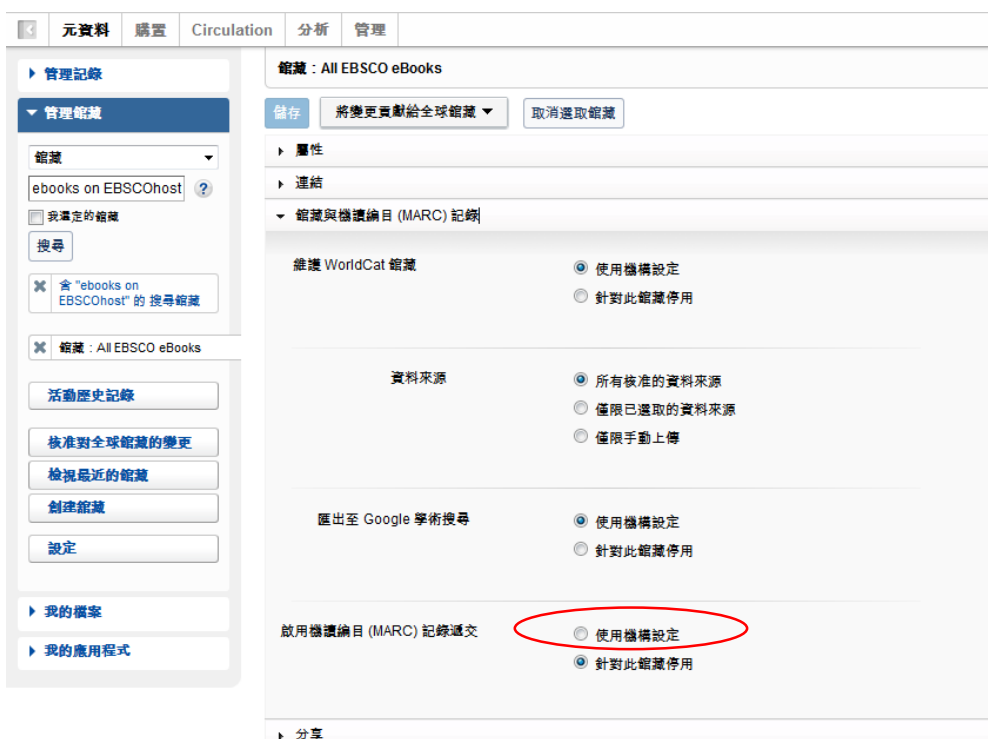 元資料 購置 Circulation 分析 管理
管理記錄
管理館藏
館藏
ebooks on EBSCOhost ?
我選定的館藏
搜尋
含 "ebooks on
EBSCOhost" 的 搜尋館藏
館藏 : All EBSCO eBooks
活動歷史記錄
核准對全球館藏的變更
檢視最近的館藏
創建館藏
設定
我的檔案
我的應用程式
館藏 : All EBSCO eBooks
儲存 將變更貢獻給全球館藏 取消選取館藏
屬性
連結
館藏與機讀編目 (MARC) 記錄
維護 WorldCat 館藏
使用機構設定
針對此館藏停用
資料來源
所有核准的資料來源
僅限已選取的資料來源
僅限手動上傳
匯出至 Google 學術搜尋
使用機構設定
針對此館藏停用
啟用機讀編目 (MARC) 記錄遞交
使用機構設定
針對此館藏停用
分享